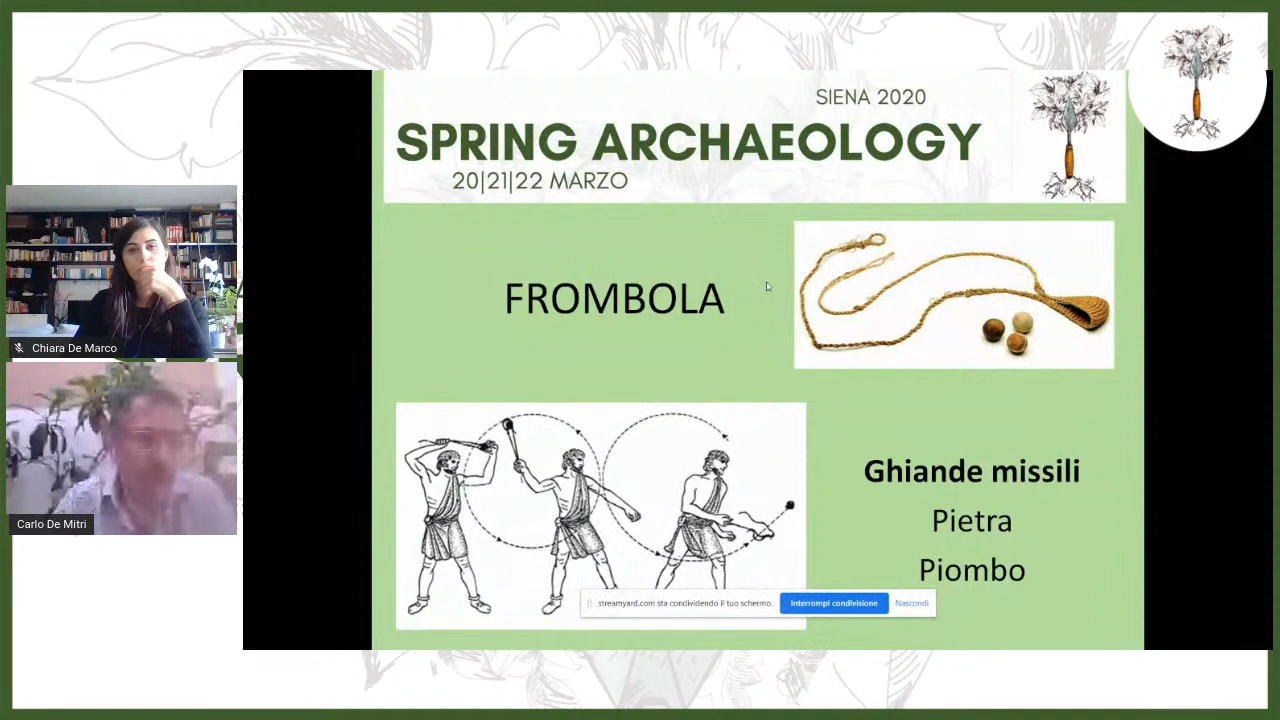 SIENA 2020
SPRING ARCHAEOLOGY
20|21|22 MARZO
FROMBOLA
Chiara De Marco
Carlo De Mitri
Ghiande missili
Pietra
Piombo
streamyard.com sta condividendo il tuo schermo.
Interrompi condivisione
Nascondi